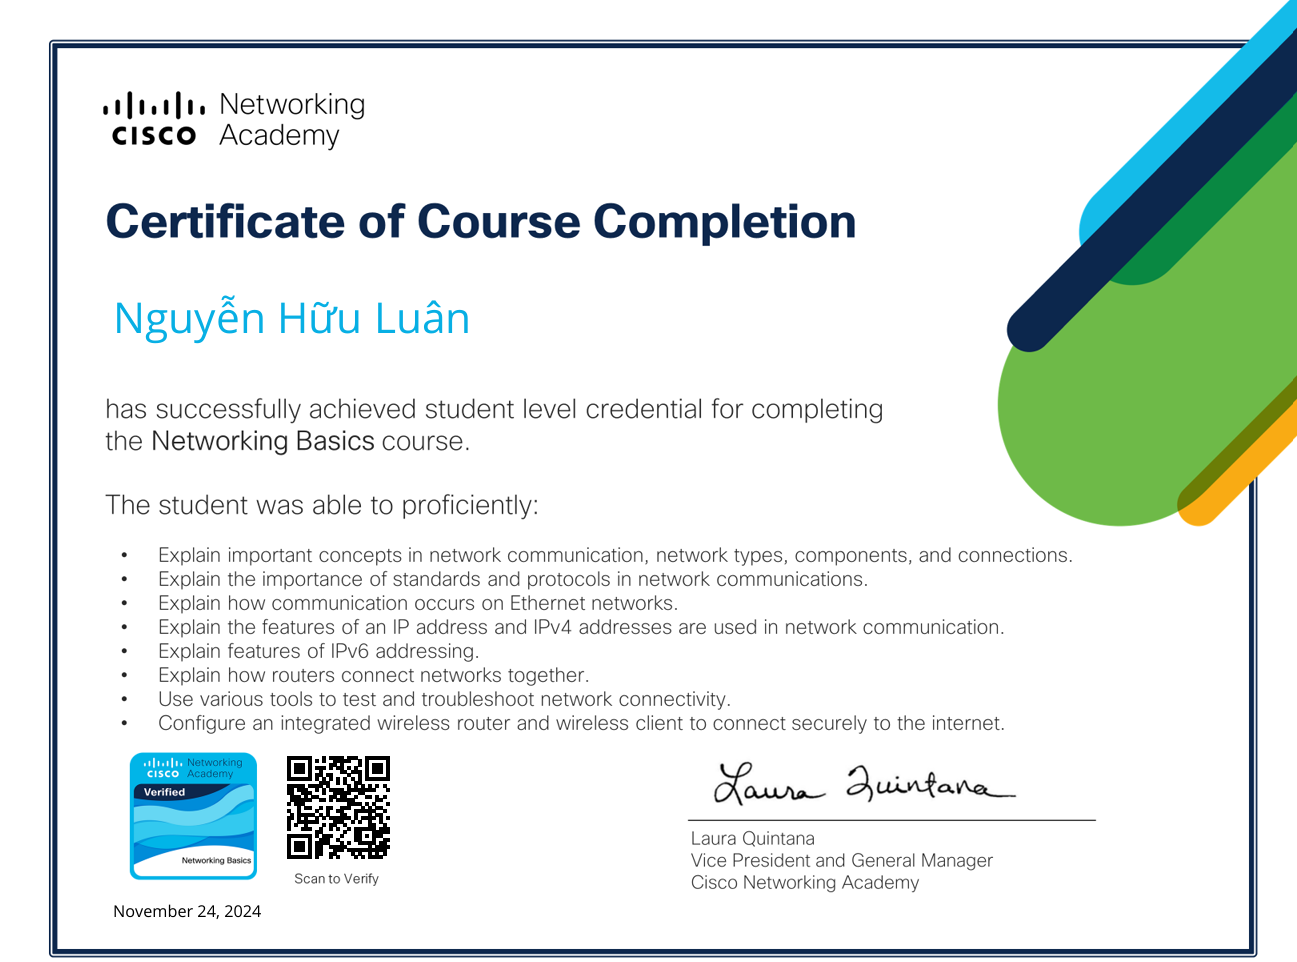 Networking
CISCO Academy
Certificate of Course Completion
Nguyễn Hữu Luân
has successfully achieved student level credential for completing
the Networking Basics course.
The student was able to proficiently:
• Explain important concepts in network communication, network types, components, and connections.
• Explain the importance of standards and protocols in network communications.
• Explain how communication occurs on Ethernet networks.
• Explain the features of an IP address and IPv4 addresses are used in network communication.
• Explain features of IPv6 addressing.
• Explain how routers connect networks together.
• Use various tools to test and troubleshoot network connectivity.
• Configure an integrated wireless router and wireless client to connect securely to the internet.
Networking
CISCO Academy
Verified
Networking Basics
Scan to Verify
November 24, 2024
Laura Quintana
Laura Quintana
Vice President and General Manager
Cisco Networking Academy